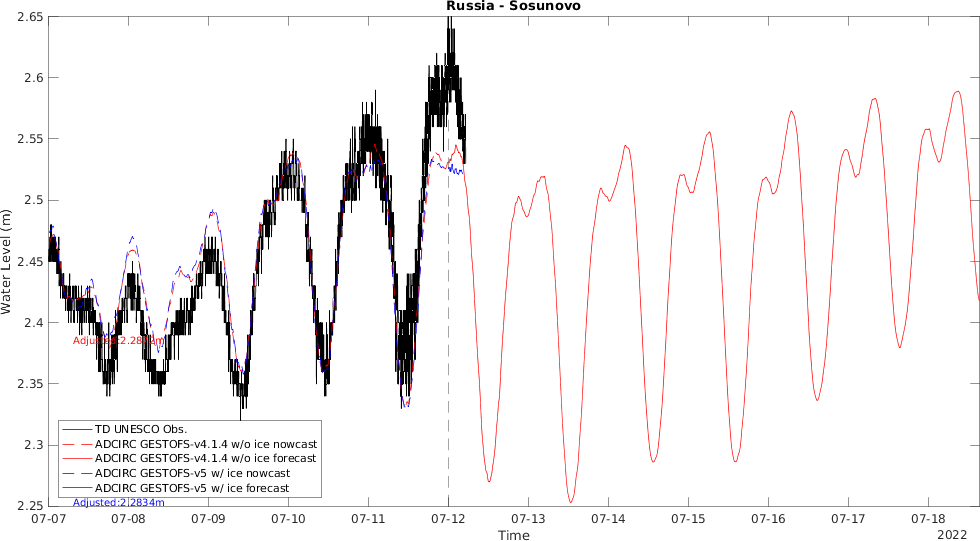 Russia - Sosunovo
2.65
2.6
2.55
2.5
2.45
2.4
2.35
2.3
2.25
Water Level (m)
TD UNESCO Obs.
ADCIRC GESTOFS-v4.1.4 w/o ice nowcast
ADCIRC GESTOFS-v4.1.4 w/o ice forecast
ADCIRC GESTOFS-v5 w/ ice nowcast
ADCIRC GESTOFS-v5 w/ ice forecast
Adjusted:2.2834m
07-07 07-08 07-09 07-10 07-11 07-12 07-13 07-14 07-15 07-16 07-17 07-18
Time
2022